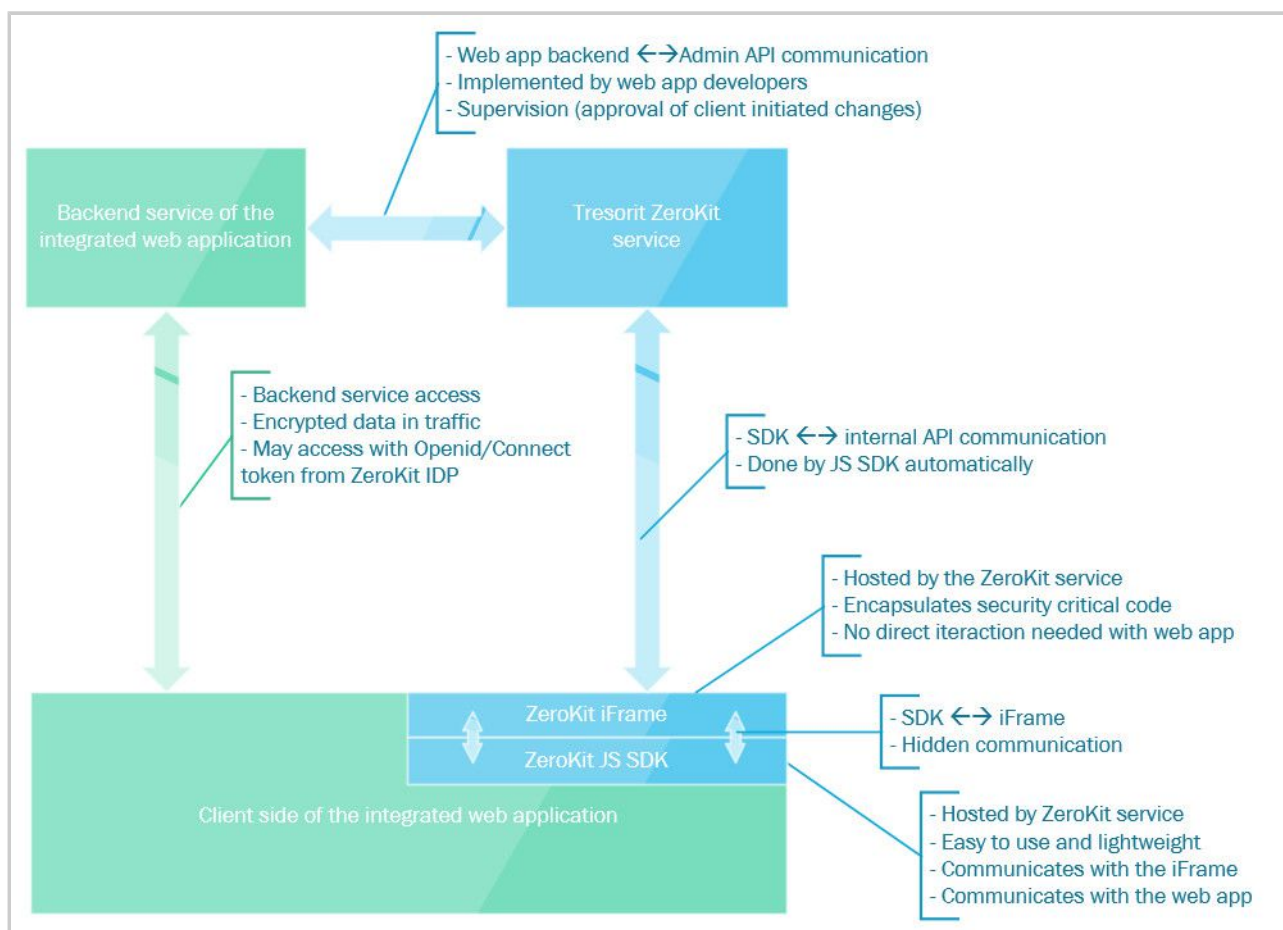 - Web app backend ←→Admin API communication
- Implemented by web app developers
- Supervision (approval of client initiated changes)
Backend service of the
integrated web application
Tresorit ZeroKit
service
- Backend service access
- Encrypted data in traffic
- May access with Openid/Connect
token from ZeroKit IDP
- SDK ←→ internal API communication
- Done by JS SDK automatically
- Hosted by the ZeroKit service
- Encapsulates security critical code
- No direct iteraction needed with web app
ZeroKit iFrame
ZeroKit JS SDK
- SDK ←→ iFrame
- Hidden communication
Client side of the integrated web application
- Hosted by ZeroKit service
- Easy to use and lightweight
- Communicates with the iFrame
- Communicates with the web app